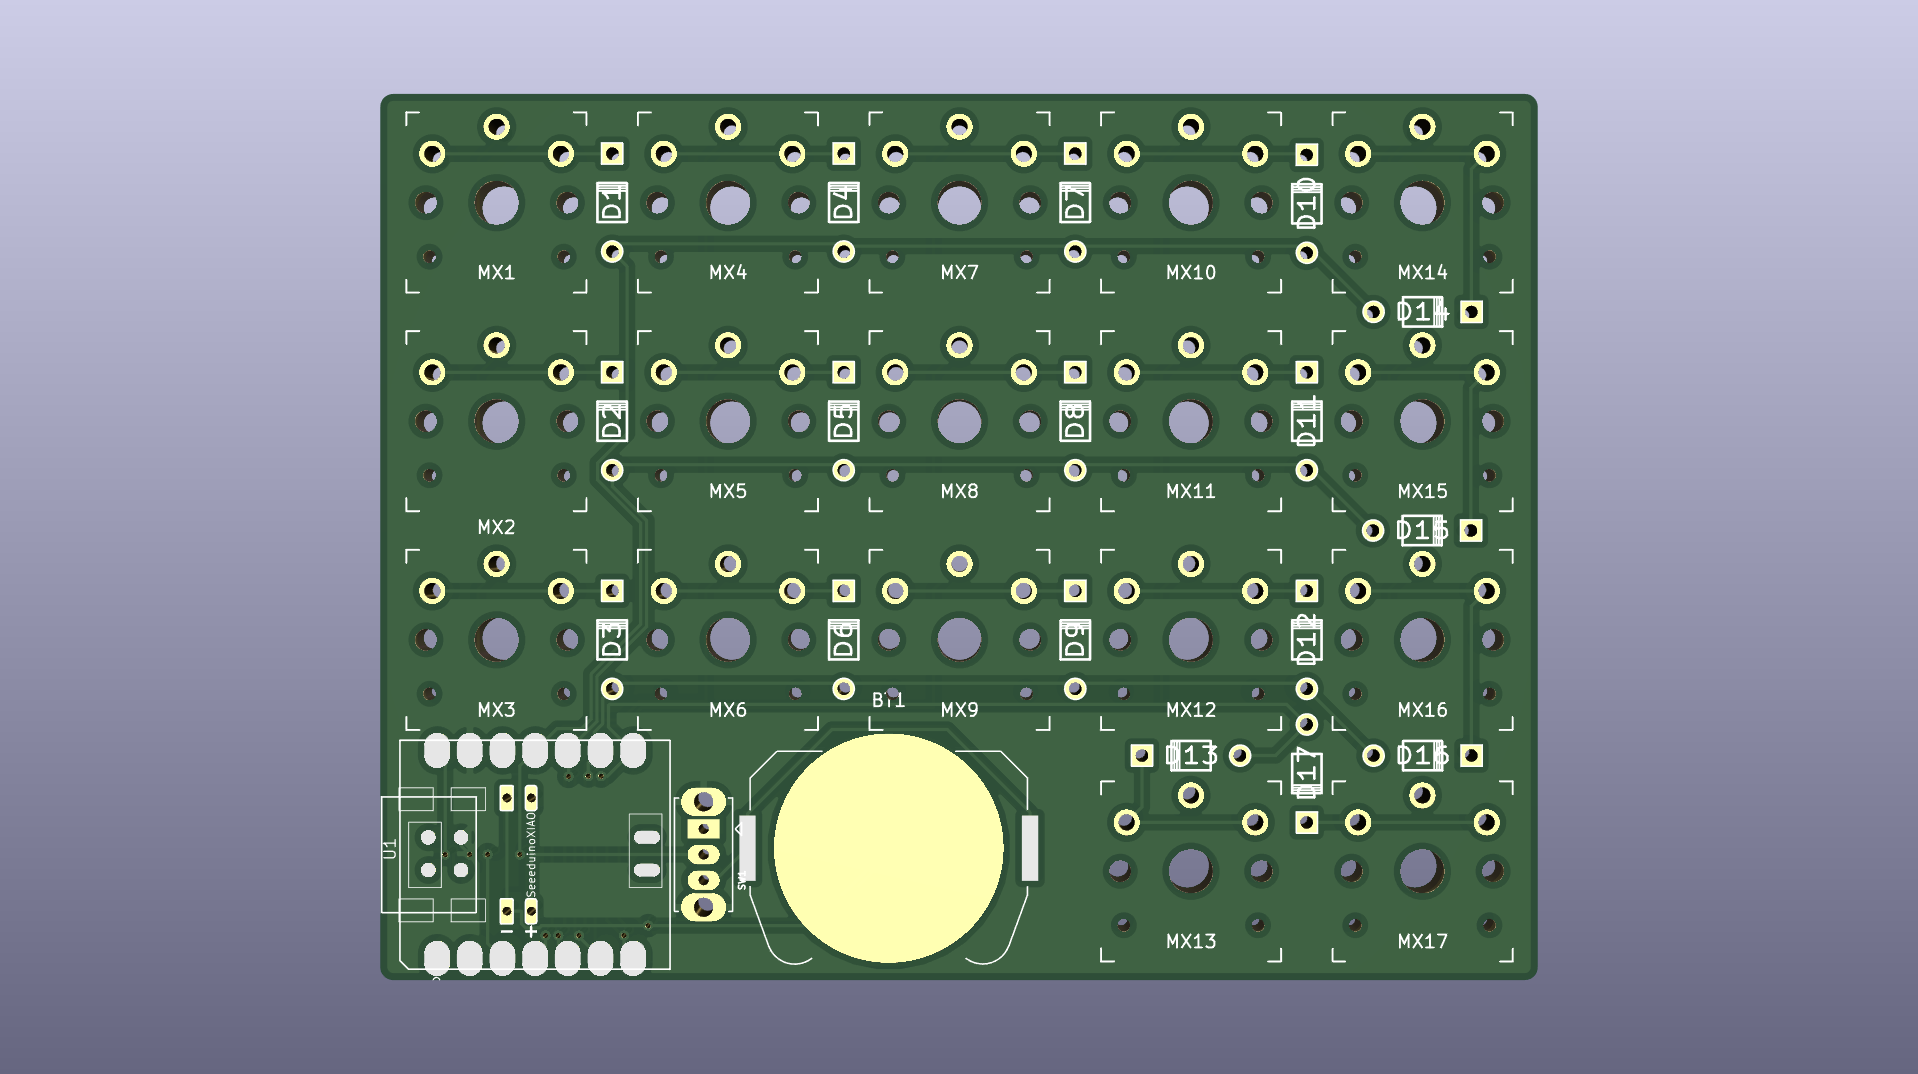 D1
D4
D7
D10
MX1
MX4
MX7
MX10
MX14
D14
D2
D5
D8
D11
MX2
MX5
MX8
MX11
MX15
D15
D3
D6
D9
D12
MX3
MX6
BT1
MX9
MX12
MX16
D13
D17
D16
U1
SeeeduinoXIAO
SW1
- +
MX13
MX17